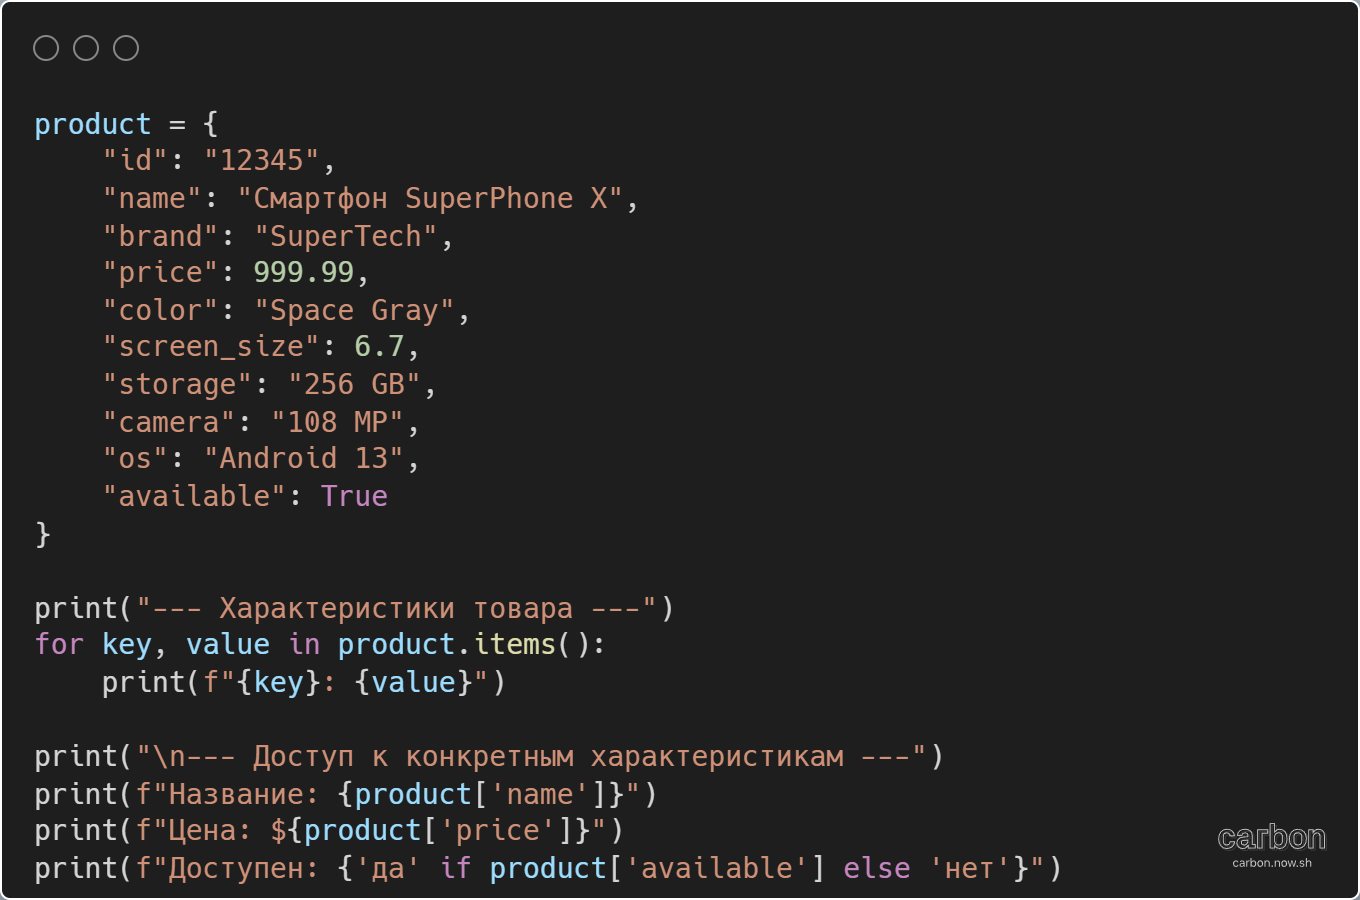 product = {
    "id": "12345",
    "name": "Смартфон SuperPhone X",
    "brand": "SuperTech",
    "price": 999.99,
    "color": "Space Gray",
    "screen_size": 6.7,
    "storage": "256 GB",
    "camera": "108 MP",
    "os": "Android 13",
    "available": True
}

print("--- Характеристики товара ---")
for key, value in product.items():
    print(f"{key}: {value}")

print("\n--- Доступ к конкретным характеристикам ---")
print(f"Название: {product['name']}")
print(f"Цена: ${product['price']}")
print(f"Доступен: {'да' if product['available'] else 'нет'}")
carbon
carbon.now.sh